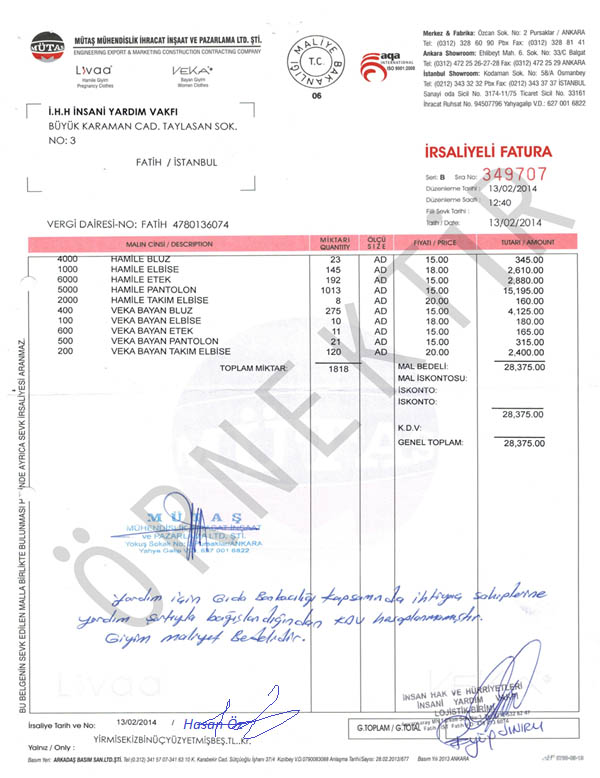 MÜTAŞ MÜHENDİSLİK İHRACAT İNŞAAT VE PAZARLAMA LTD. ŞTİ.
ENGINEERING EXPORT & MARKETING CONSTRUCTION CONTRACTING COMPANY
MÜTAŞ
Livaa
Hamile Giyim
Pregnancy Clothes
VEKA
Bayan Giyim
Women Clothes
MALİYE BAKANLIĞI
T.C.
06
aqa
INTERNATIONAL
ISO 9001:2008
Merkez & Fabrika: Özcan Sok. No: 2 Pursaklar / ANKARA
Tel: (0312) 328 60 90 Pbx Fax: (0312) 328 81 41
Ankara Showroom: Ehlibeyt Mah. 6. Sok. No: 33/C Balgat
Tel: (0312) 472 25 26-27-28 Fax: (0312) 472 25 29 ANKARA
İstanbul Showroom: Kodaman Sok. No: 58/A Osmanbey
Tel: (0212) 343 32 32 Pbx Fax: (0212) 343 37 37 İSTANBUL
Sanayi oda Sicil No. 3174-11/75 Ticaret Sicil No. 33161
İhracat Ruhsat No. 94507796 Yahyagalip V.D.: 627 001 6822
İ.H.H İNSANİ YARDIM VAKFI
BÜYÜK KARAMAN CAD. TAYLASAN SOK.
NO: 3
FATİH / İSTANBUL
İRSALİYELİ FATURA
Seri: B Sıra No: 349707
Düzenleme Tarihi : 13/02/2014
Düzenleme Saati : 12:40
Fiili Sevk Tarihi :
Tarih / Date: 13/02/2014
VERGİ DAİRESİ-NO: FATİH 4780136074
MALIN CİNSİ / DESCRIPTION MİKTARI QUANTITY ÖLÇÜ SIZE FİYATI / PRICE TUTARI / AMOUNT
4000 HAMİLE BLUZ 23 AD 15.00 345.00
1000 HAMİLE ELBİSE 145 AD 18.00 2,610.00
6000 HAMİLE ETEK 192 AD 15.00 2,880.00
5000 HAMİLE PANTOLON 1013 AD 15.00 15,195.00
2000 HAMİLE TAKIM ELBİSE 8 AD 20.00 160.00
400 VEKA BAYAN BLUZ 275 AD 15.00 4,125.00
100 VEKA BAYAN ELBİSE 10 AD 18.00 180.00
600 VEKA BAYAN ETEK 11 AD 15.00 165.00
500 VEKA BAYAN PANTOLON 21 AD 15.00 315.00
200 VEKA BAYAN TAKIM ELBİSE 120 AD 20.00 2,400.00
TOPLAM MİKTAR: 1818 MAL BEDELİ: 28,375.00
MAL İSKONTOSU:
İSKONTO:
İSKONTO:
28,375.00
K.D.V:
GENEL TOPLAM: 28,375.00
ÖRNEKTİR
MÜTAŞ
MÜHENDİSLİK İHRACAT İNŞAAT
ve PAZARLAMA LTD. ŞTİ.
Yokuş Sokak No: Pursaklar/ANKARA
Yahya Galip V. 627 001 6822
Yardım için Gıda Bankacılığı kapsamında ihtiyaç sahiplerine
yardım şartıyla bağışlandığından KDV hesaplanmamıştır.
Giyim maliyet Bedelidir.
BU BELGENİN SEVK EDİLEN MALLA BİRLİKTE BULUNMASI HALİNDE AYRICA SEVK İRSALİYESİ ARANMAZ.
Livaa
VEKA
İNSAN HAK VE HÜRRİYETLERİ
İNSANİ YARDIM VAKFI
LOJİSTİK BİRİMİ
İrsaliye Tarih ve No: 13/02/2014 / Hasan Öz
G.TOPLAM / G.TOTAL
YİRMİSEKİZBİNÜÇYÜZYETMİŞBEŞ.TL..Kr.
Yalnız / Only :
Basım Yeri: ARKADAŞ BASIM SAN.LTD.ŞTİ. Tel:(0.312) 341 57 07-341 63 10 K. Karabekir Cad. Sütçüoğlu İşhanı 37/4
Basım Yılı 2013 ANKARA